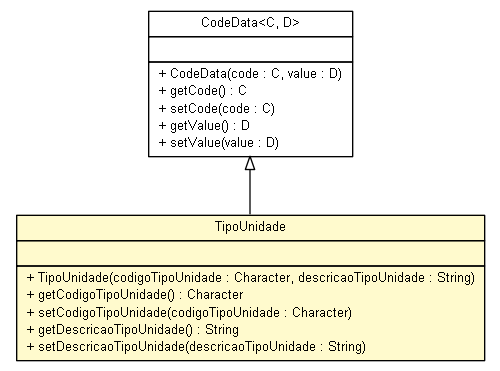 CodeData<C, D>
+ CodeData(code : C, value : D)
+ getCode() : C
+ setCode(code : C)
+ getValue() : D
+ setValue(value : D)
TipoUnidade
+ TipoUnidade(codigoTipoUnidade : Character, descricaoTipoUnidade : String)
+ getCodigoTipoUnidade() : Character
+ setCodigoTipoUnidade(codigoTipoUnidade : Character)
+ getDescricaoTipoUnidade() : String
+ setDescricaoTipoUnidade(descricaoTipoUnidade : String)